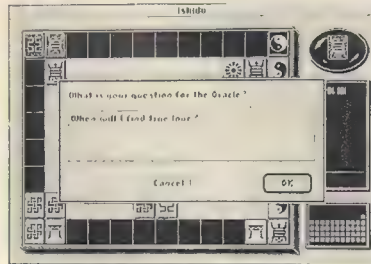 Ishido
What is your question for the Oracle ?
When will I find true love ?
Cancel !
OK